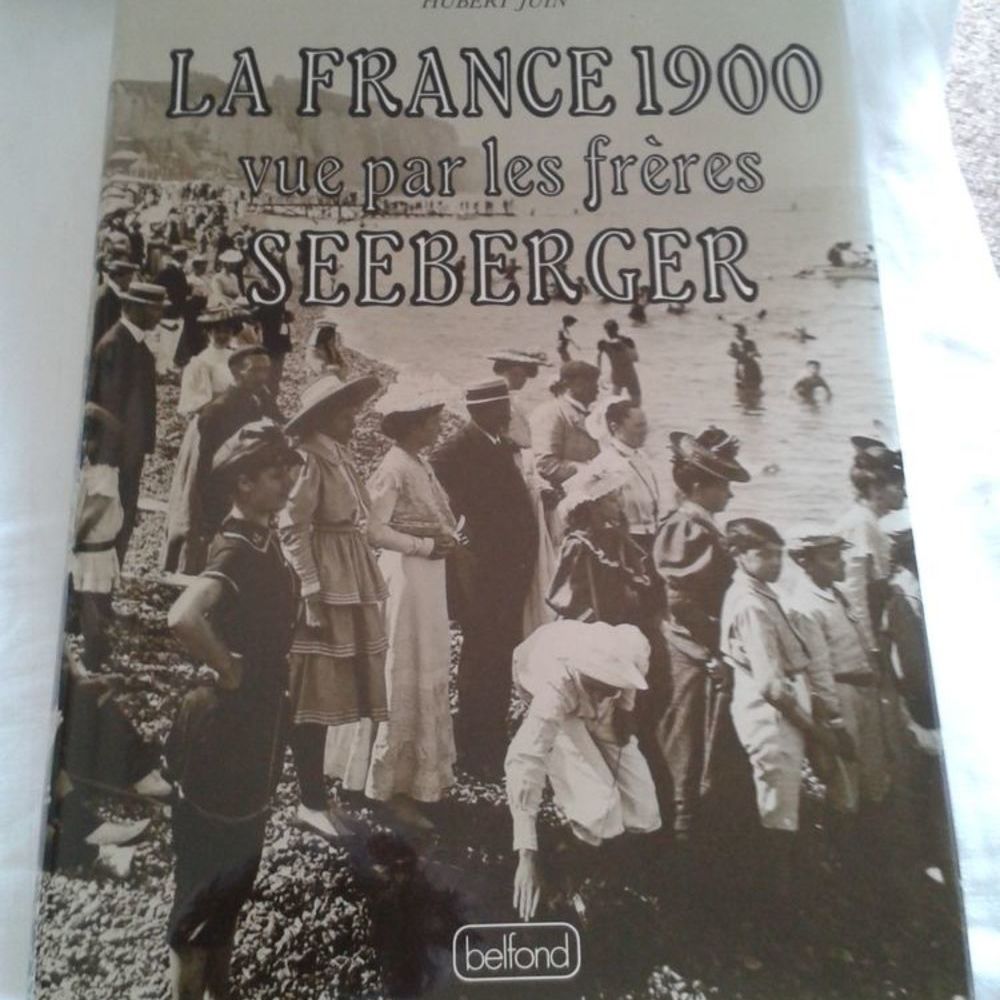 HUBERT JUIN
LA FRANCE 1900
vue par les frères
SEEBERGER
belfond